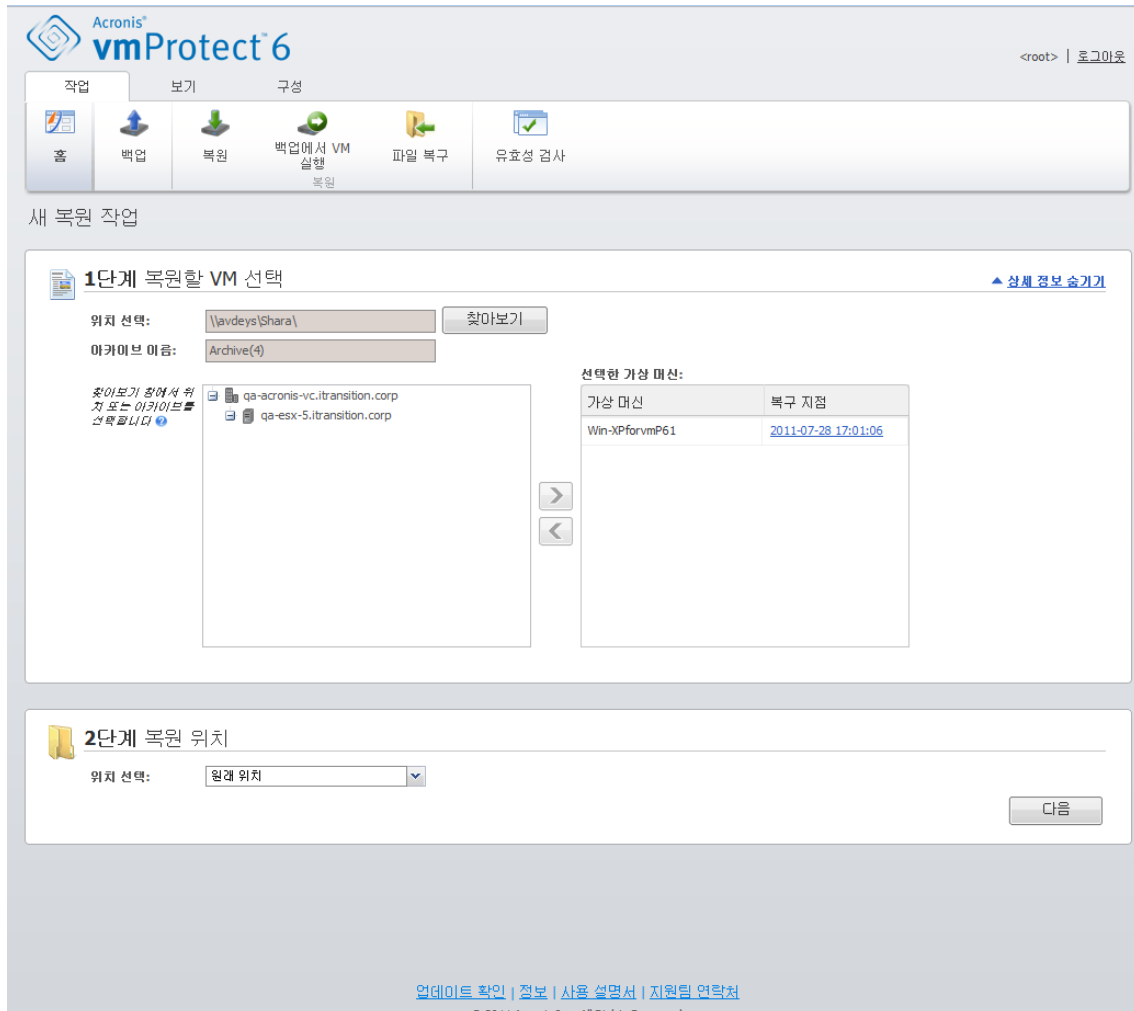 Acronis®
vmProtect™ 6
<root> | 로그아웃
작업 보기 구성
홈 백업 복원 백업에서 VM 실행 파일 복구 유효성 검사
복원
새 복원 작업
1단계 복원할 VM 선택
상세 정보 숨기기
위치 선택: \\avdeys\Shara\ 찾아보기
아카이브 이름: Archive(4)
찾아보기 창에서 위
치 또는 아카이브를
선택합니다
qa-acronis-vc.itransition.corp
qa-esx-5.itransition.corp
선택한 가상 머신:
가상 머신 복구 지점
Win-XPforvmP61 2011-07-28 17:01:06
2단계 복원 위치
위치 선택: 원래 위치
다음
업데이트 확인 | 정보 | 사용 설명서 | 지원팀 연락처